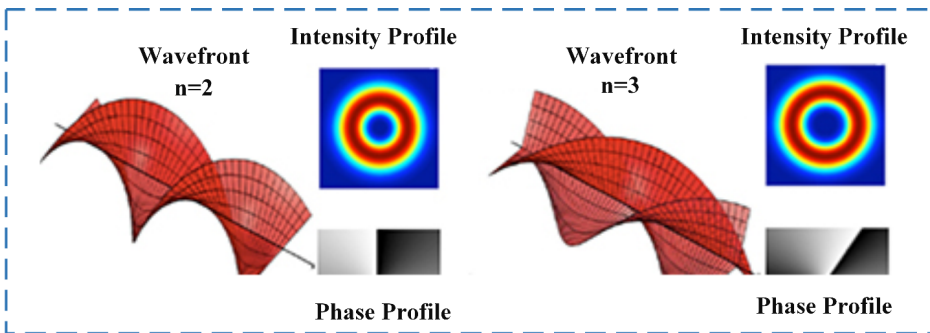 Intensity Profile
Wavefront
n=2
Phase Profile
Intensity Profile
Wavefront
n=3
Phase Profile